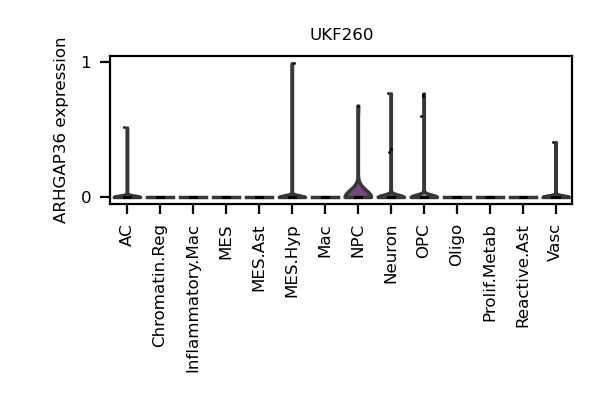 UKF260
ARHGAP36 expression
1
0
AC
Chromatin.Reg
Inflammatory.Mac
MES
MES.Ast
MES.Hyp
Mac
NPC
Neuron
OPC
Oligo
Prolif.Metab
Reactive.Ast
Vasc